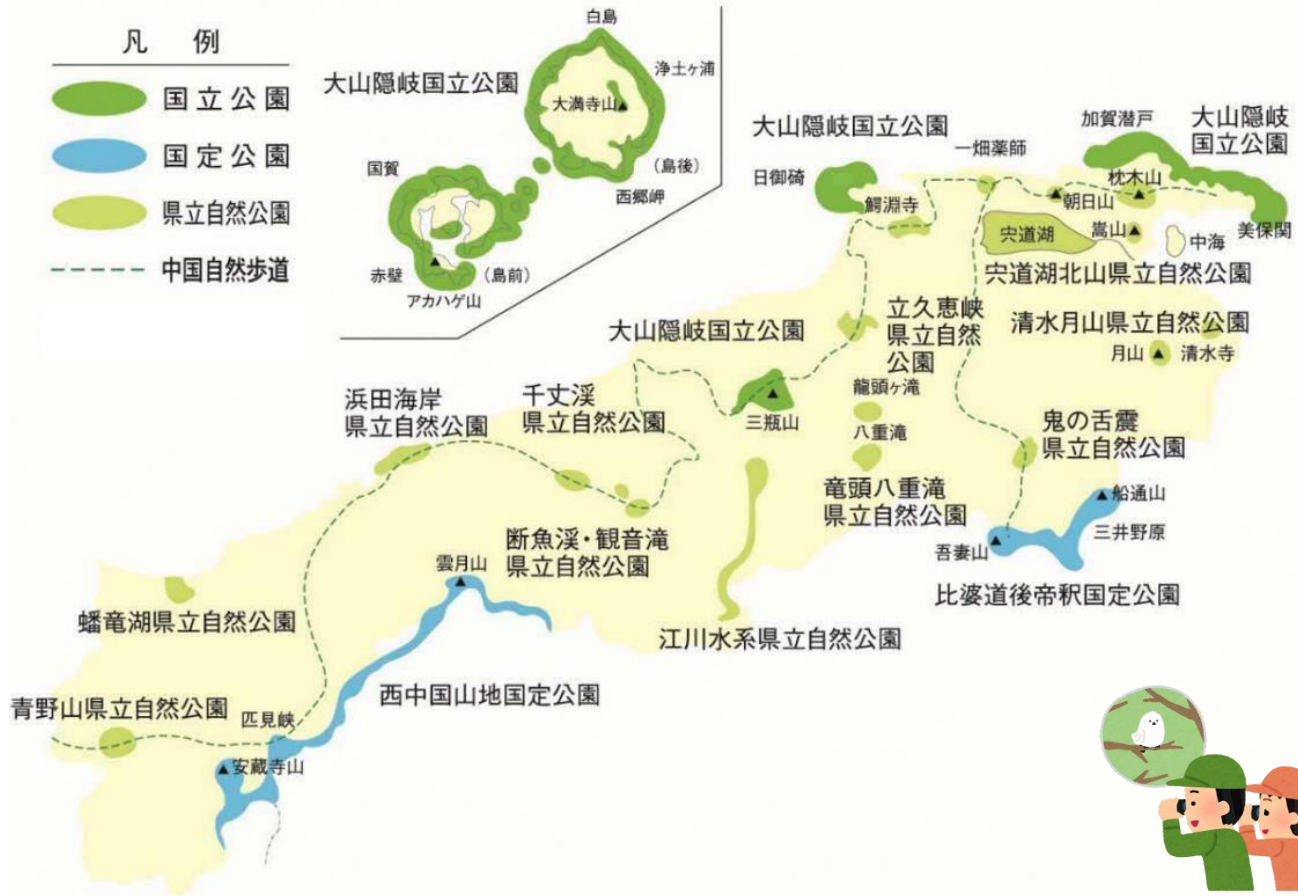 凡 例
国立公園
国定公園
県立自然公園
中国自然歩道
白島
大山隠岐国立公園
浄土ヶ浦
大満寺山
国賀
(島後)
西郷岬
赤壁
(島前)
アカハゲ山
大山隠岐国立公園
加賀潜戸
大山隠岐
国立公園
一畑薬師
日御碕
枕木山
鰐淵寺
朝日山
宍道湖
嵩山
中海
美保関
宍道湖北山県立自然公園
大山隠岐国立公園
立久恵峡
県立自然
公園
清水月山県立自然公園
月山
清水寺
浜田海岸
県立自然公園
千丈渓
県立自然公園
三瓶山
龍頭ヶ滝
八重滝
鬼の舌震
県立自然公園
竜頭八重滝
県立自然公園
船通山
三井野原
吾妻山
比婆道後帝釈国定公園
断魚渓・観音滝
県立自然公園
雲月山
江川水系県立自然公園
蟠竜湖県立自然公園
西中国山地国定公園
青野山県立自然公園
匹見峡
安蔵寺山